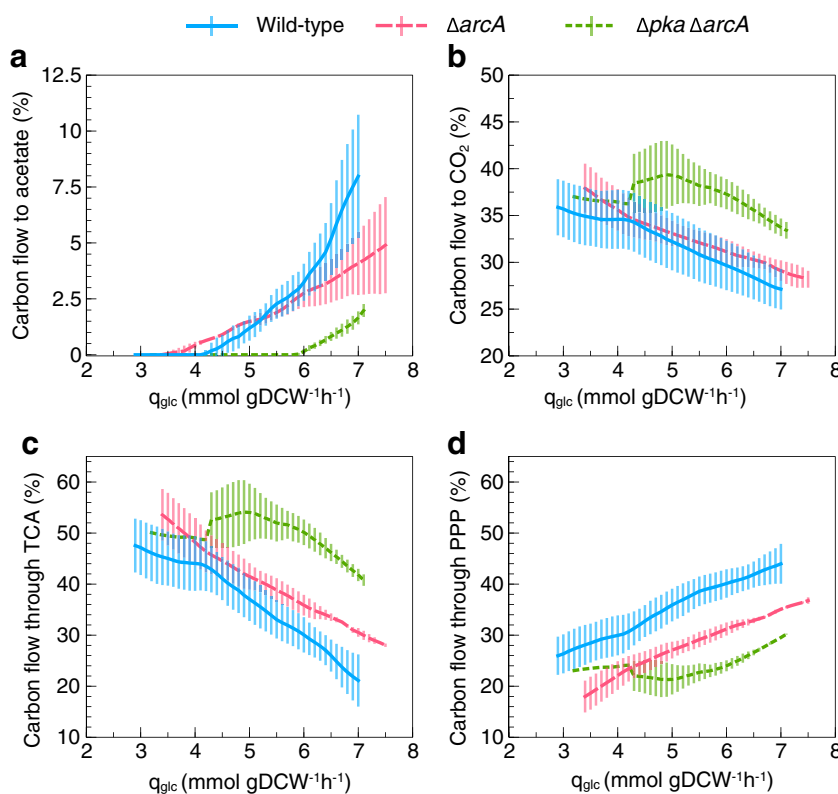 Wild-type ΔarcA Δpka ΔarcA
a
12.5
10
7.5
5
2.5
0
2 3 4 5 6 7 8
Carbon flow to acetate (%)
qglc (mmol gDCW⁻¹h⁻¹)
b
50
45
40
35
30
25
20
2 3 4 5 6 7 8
Carbon flow to CO₂ (%)
qglc (mmol gDCW⁻¹h⁻¹)
c
60
50
40
30
20
10
2 3 4 5 6 7 8
Carbon flow through TCA (%)
qglc (mmol gDCW⁻¹h⁻¹)
d
60
50
40
30
20
10
2 3 4 5 6 7 8
Carbon flow through PPP (%)
qglc (mmol gDCW⁻¹h⁻¹)